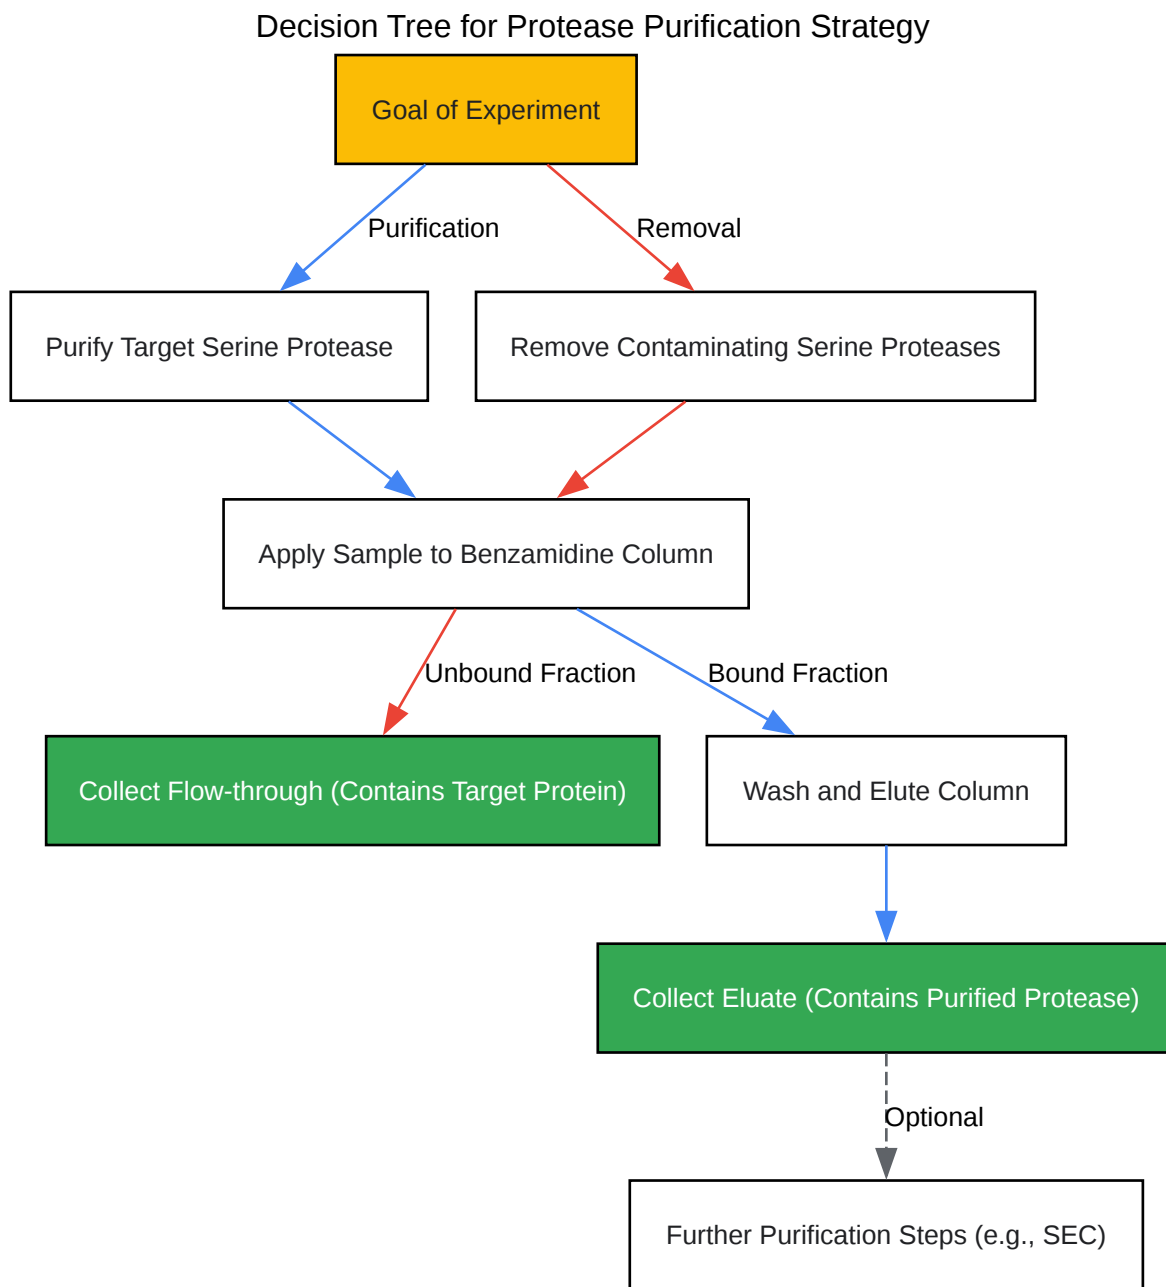 Decision Tree for Protease Purification Strategy
Goal of Experiment
Purification
Removal
Purify Target Serine Protease
Remove Contaminating Serine Proteases
Apply Sample to Benzamidine Column
Unbound Fraction
Bound Fraction
Collect Flow-through (Contains Target Protein)
Wash and Elute Column
Collect Eluate (Contains Purified Protease)
Optional
Further Purification Steps (e.g., SEC)